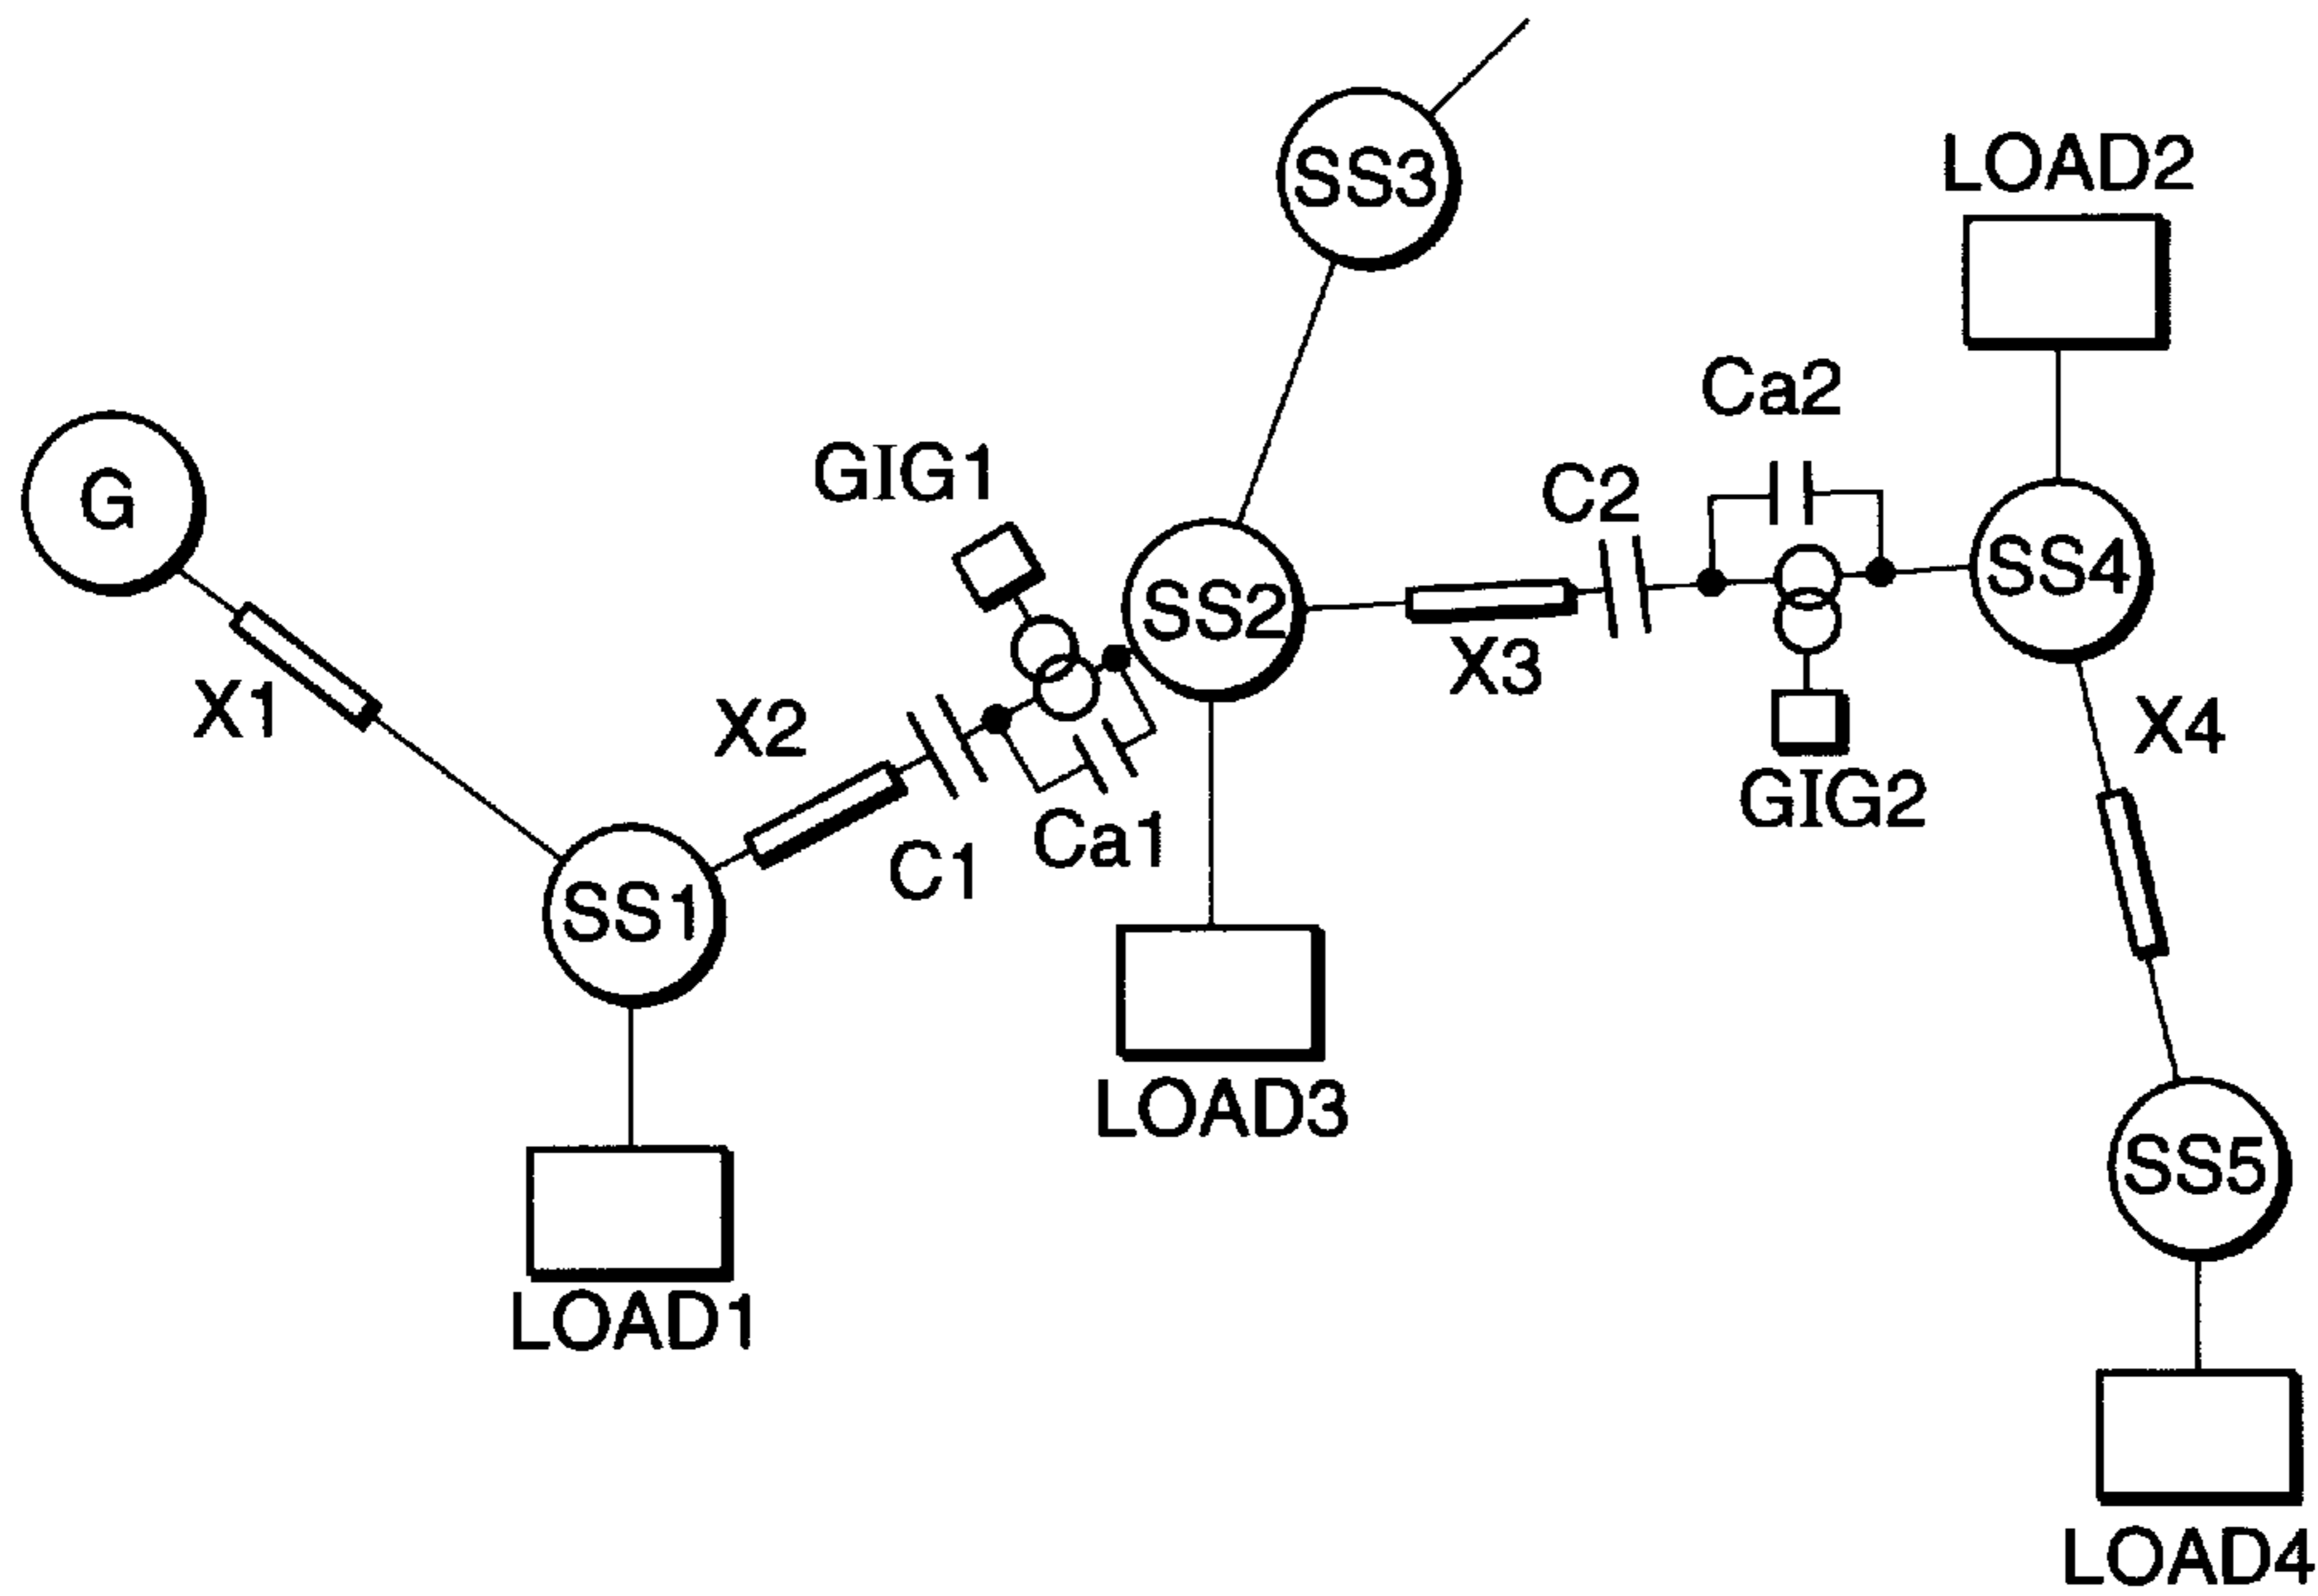 SS3
LOAD2
Ca2
GIG1
C2
G
SS4
SS2
X3
X1
X2
X4
GIG2
Ca1
C1
SS1
LOAD3
SS5
LOAD1
LOAD4